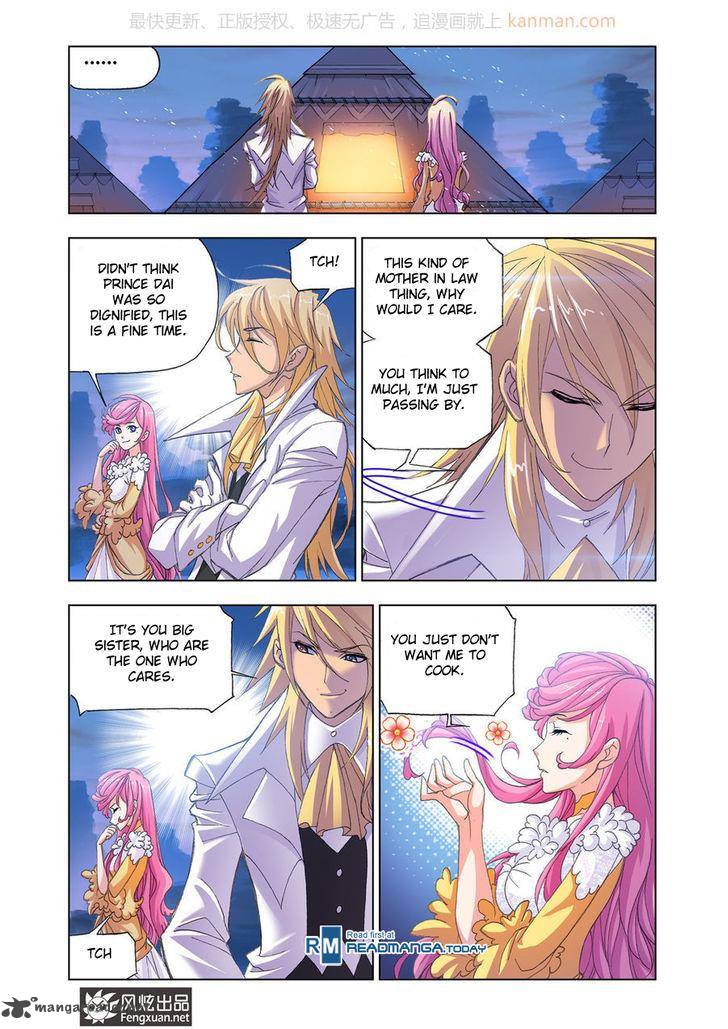 最快更新、正版授权、极速无广告，追漫画就上 kanman.com
......
DIDN'T THINK
PRINCE DAI
WAS SO
DIGNIFIED, THIS
IS A FINE TIME.
TCH!
THIS KIND OF
MOTHER IN LAW
THING, WHY
WOULD I CARE.
YOU THINK TO
MUCH, I'M JUST
PASSING BY.
IT'S YOU BIG
SISTER, WHO ARE
THE ONE WHO
CARES.
TCH
YOU JUST DON'T
WANT ME TO
COOK.
RM
Read first at
READMANGA.TODAY
风炫出品
Fengxuan.net